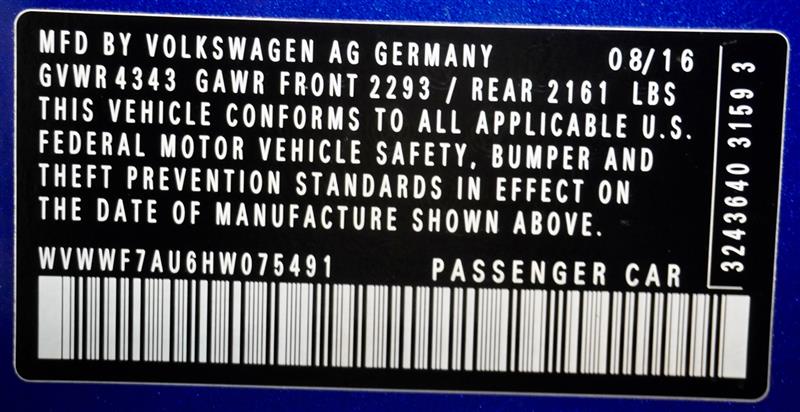 MFD BY VOLKSWAGEN AG GERMANY 08/16
GVWR 4343 GAWR FRONT 2293 / REAR 2161 LBS
THIS VEHICLE CONFORMS TO ALL APPLICABLE U.S.
FEDERAL MOTOR VEHICLE SAFETY, BUMPER AND
THEFT PREVENTION STANDARDS IN EFFECT ON
THE DATE OF MANUFACTURE SHOWN ABOVE.
WVWWF7AU6HW075491 PASSENGER CAR
3243640 3159 3